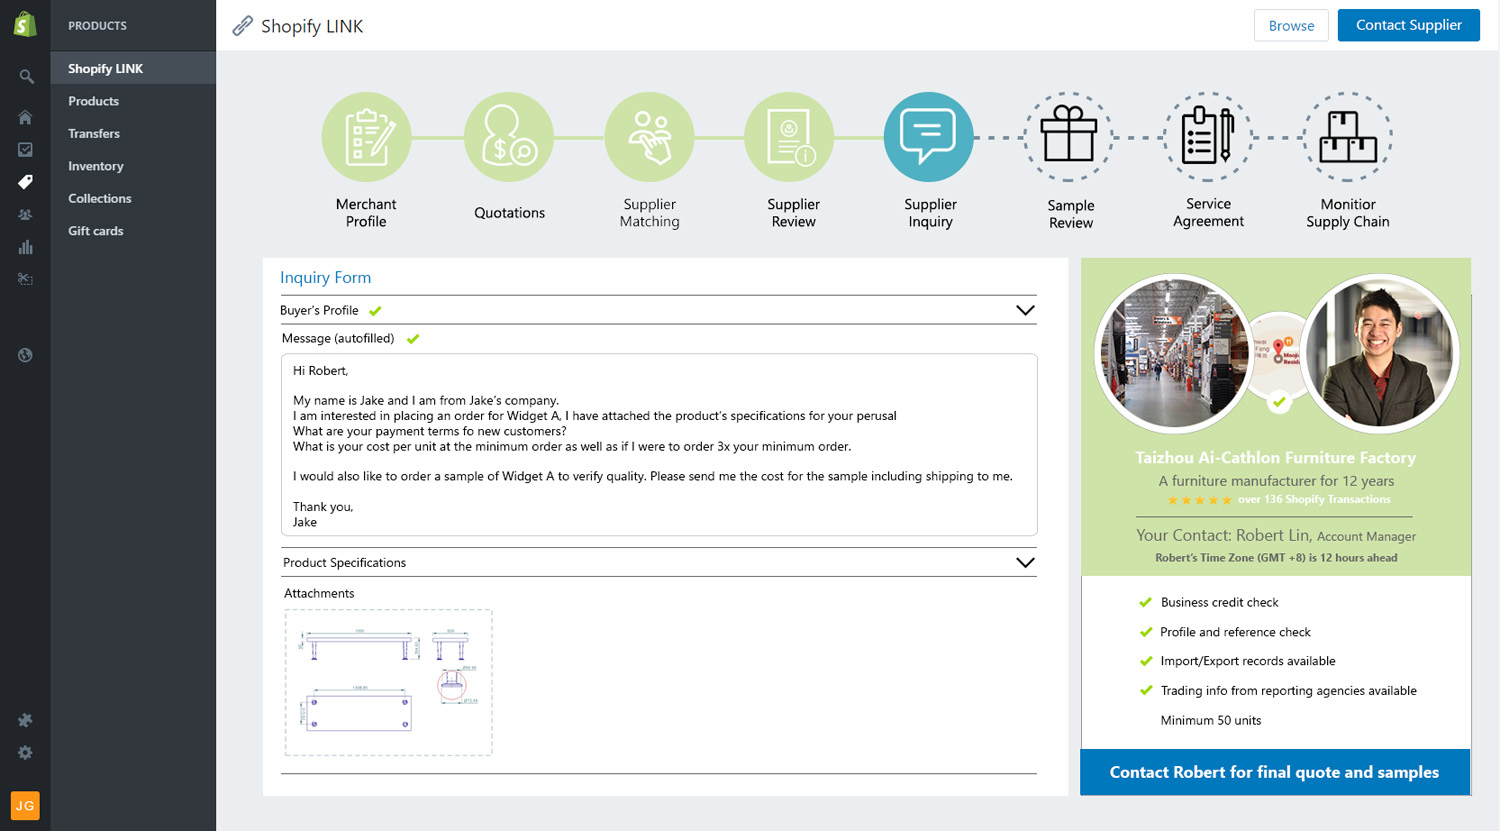 PRODUCTS
Shopify LINK
Products
Transfers
Inventory
Collections
Gift cards
JG
Shopify LINK
Browse
Contact Supplier
Merchant
Profile
Quotations
Supplier
Matching
Supplier
Review
Supplier
Inquiry
Sample
Review
Service
Agreement
Monitior
Supply Chain
Inquiry Form
Buyer's Profile
Message (autofilled)
Hi Robert,
My name is Jake and I am from Jake's company.
I am interested in placing an order for Widget A, I have attached the product's specifications for your perusal
What are your payment terms fo new customers?
What is your cost per unit at the minimum order as well as if I were to order 3x your minimum order.
I would also like to order a sample of Widget A to verify quality. Please send me the cost for the sample including shipping to me.
Thank you,
Jake
Product Specifications
Attachments
Taizhou Ai-Cathlon Furniture Factory
A furniture manufacturer for 12 years
over 136 Shopify Transactions
Your Contact: Robert Lin, Account Manager
Robert's Time Zone (GMT +8) is 12 hours ahead
Business credit check
Profile and reference check
Import/Export records available
Trading info from reporting agencies available
Minimum 50 units
Contact Robert for final quote and samples